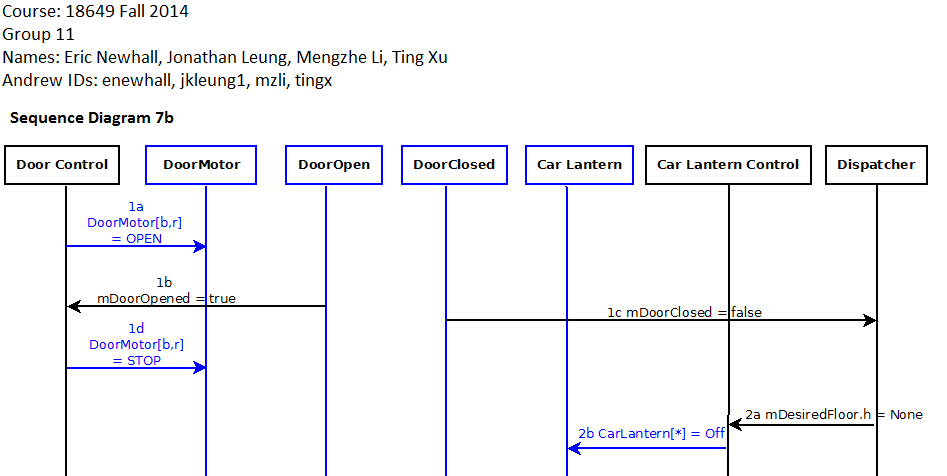 Course: 18649 Fall 2014
Group 11
Names: Eric Newhall, Jonathan Leung, Mengzhe Li, Ting Xu
Andrew IDs: enewhall, jkleung1, mzli, tingx
Sequence Diagram 7b
Door Control DoorMotor DoorOpen DoorClosed Car Lantern Car Lantern Control Dispatcher
1a
DoorMotor[b,r]
= OPEN
1b
mDoorOpened = true
1c mDoorClosed = false
1d
DoorMotor[b,r]
= STOP
2a mDesiredFloor.h = None
2b CarLantern[*] = Off